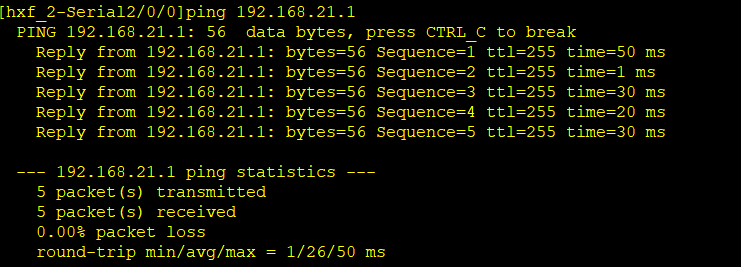 [hxf_2-Serial2/0/0]ping 192.168.21.1
PING 192.168.21.1: 56  data bytes, press CTRL_C to break
Reply from 192.168.21.1: bytes=56 Sequence=1 ttl=255 time=50 ms
Reply from 192.168.21.1: bytes=56 Sequence=2 ttl=255 time=1 ms
Reply from 192.168.21.1: bytes=56 Sequence=3 ttl=255 time=30 ms
Reply from 192.168.21.1: bytes=56 Sequence=4 ttl=255 time=20 ms
Reply from 192.168.21.1: bytes=56 Sequence=5 ttl=255 time=30 ms
--- 192.168.21.1 ping statistics ---
5 packet(s) transmitted
5 packet(s) received
0.00% packet loss
round-trip min/avg/max = 1/26/50 ms